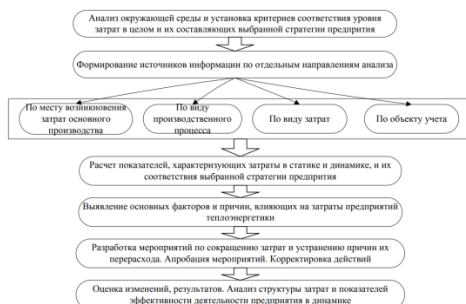 Анализ окружающей среды и установка критериев соответствия уровня
затрат в целом и их составляющих выбранной стратегии предпрития
Формирование источников информации по отдельным направлениям анализа
По месту возникновения
затрат основного
производства
По виду
производственного
процесса
По виду затрат
По объекту учета
Расчет показателей, характеризующих затраты в статике и динамике, и их
соответствия выбранной стратегии предпрития
Выявление основных факторов и причин, влияющих на затраты предприятий
теплоэнергетики
Разработка мероприятий по сокращению затрат и устранению причин их
перерасхода. Апробация мероприятий. Корректировка действий
Оценка изменений, результатов. Анализ структуры затрат и показателей
эффективности деятельности предприятия в динамике